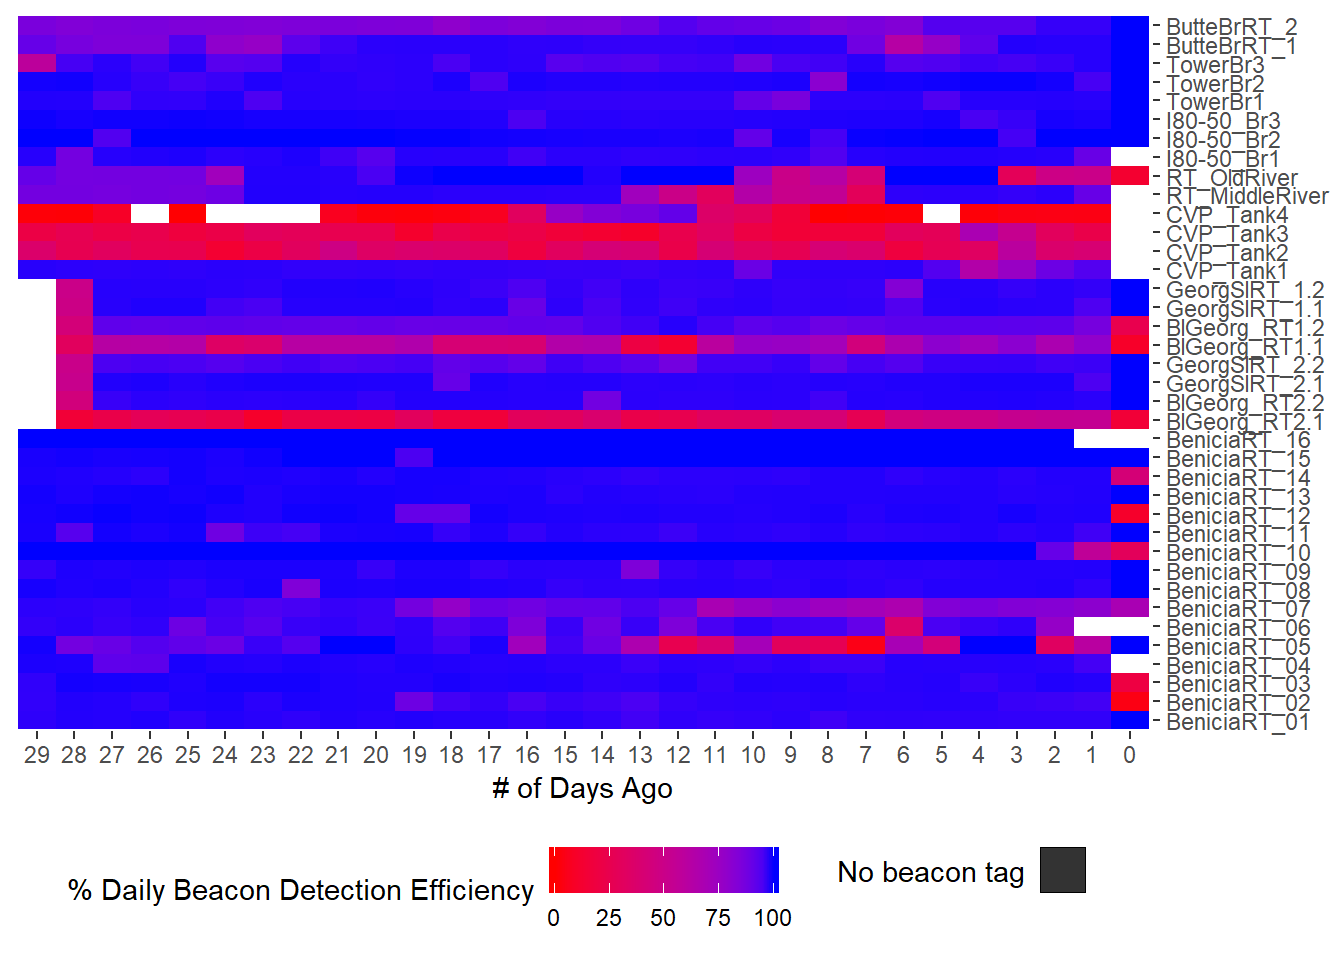 ButteBrRT_2
ButteBrRT_1
TowerBr3
TowerBr2
TowerBr1
I80-50_Br3
I80-50_Br2
I80-50_Br1
RT_OldRiver
RT_MiddleRiver
CVP_Tank4
CVP_Tank3
CVP_Tank2
CVP_Tank1
GeorgSlRT_1.2
GeorgSlRT_1.1
BlGeorg_RT1.2
BlGeorg_RT1.1
GeorgSlRT_2.2
GeorgSlRT_2.1
BlGeorg_RT2.2
BlGeorg_RT2.1
BeniciaRT_16
BeniciaRT_15
BeniciaRT_14
BeniciaRT_13
BeniciaRT_12
BeniciaRT_11
BeniciaRT_10
BeniciaRT_09
BeniciaRT_08
BeniciaRT_07
BeniciaRT_06
BeniciaRT_05
BeniciaRT_04
BeniciaRT_03
BeniciaRT_02
BeniciaRT_01
29 28 27 26 25 24 23 22 21 20 19 18 17 16 15 14 13 12 11 10 9 8 7 6 5 4 3 2 1 0
# of Days Ago
% Daily Beacon Detection Efficiency
0 25 50 75 100
No beacon tag